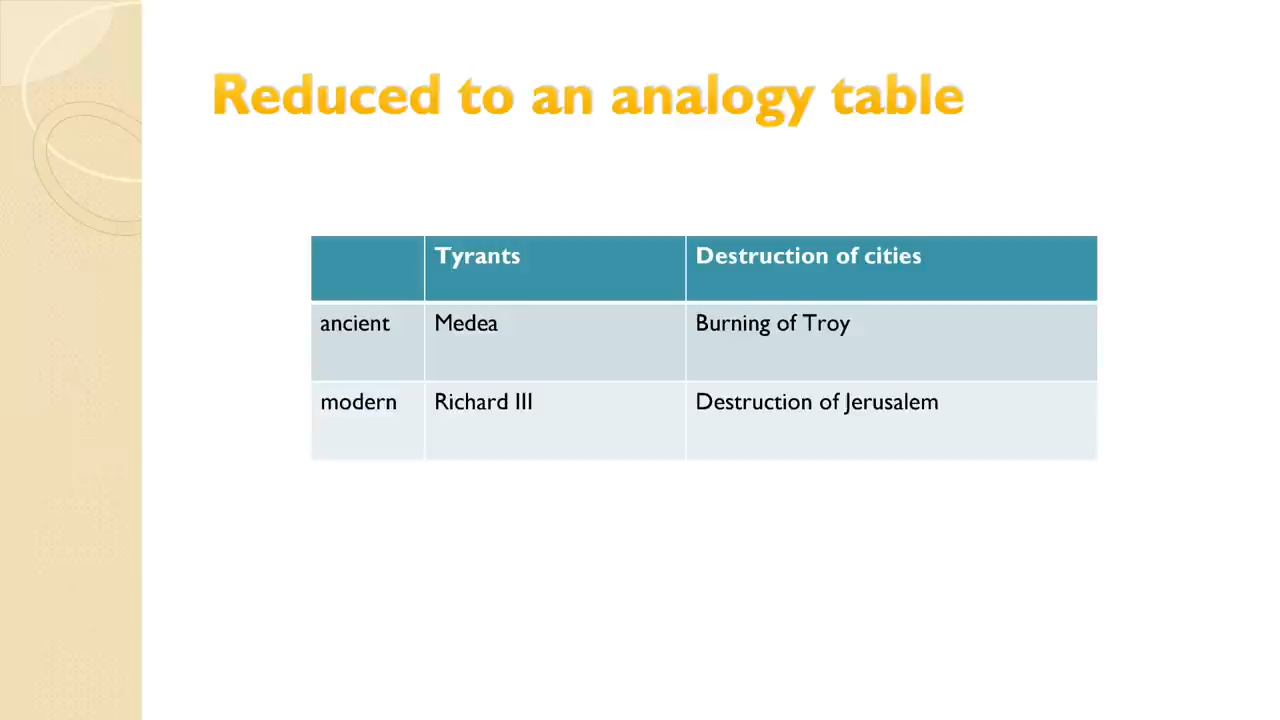 Reduced to an analogy table
Tyrants Destruction of cities
ancient Medea Burning of Troy
modern Richard III Destruction of Jerusalem